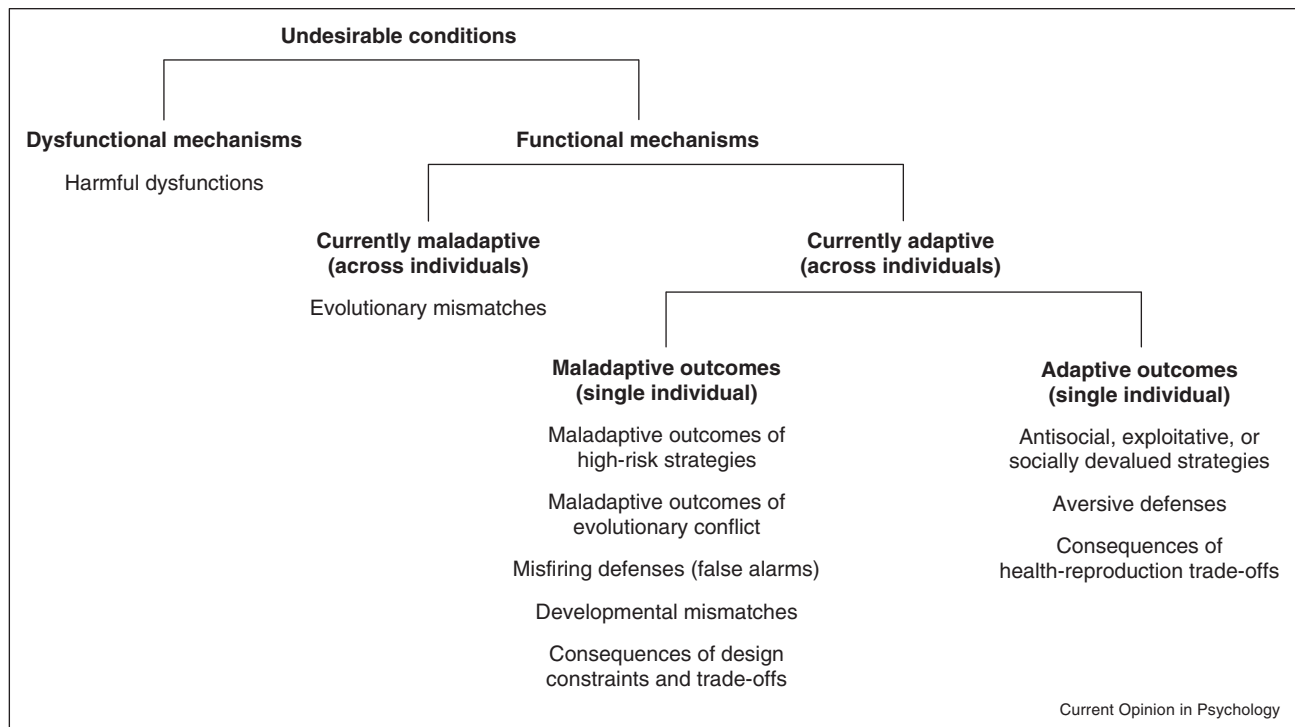 Undesirable conditions
Dysfunctional mechanisms
Harmful dysfunctions
Functional mechanisms
Currently maladaptive
(across individuals)
Evolutionary mismatches
Currently adaptive
(across individuals)
Maladaptive outcomes
(single individual)
Maladaptive outcomes of
high-risk strategies
Maladaptive outcomes of
evolutionary conflict
Misfiring defenses (false alarms)
Developmental mismatches
Consequences of design
constraints and trade-offs
Adaptive outcomes
(single individual)
Antisocial, exploitative, or
socially devalued strategies
Aversive defenses
Consequences of
health-reproduction trade-offs
Current Opinion in Psychology